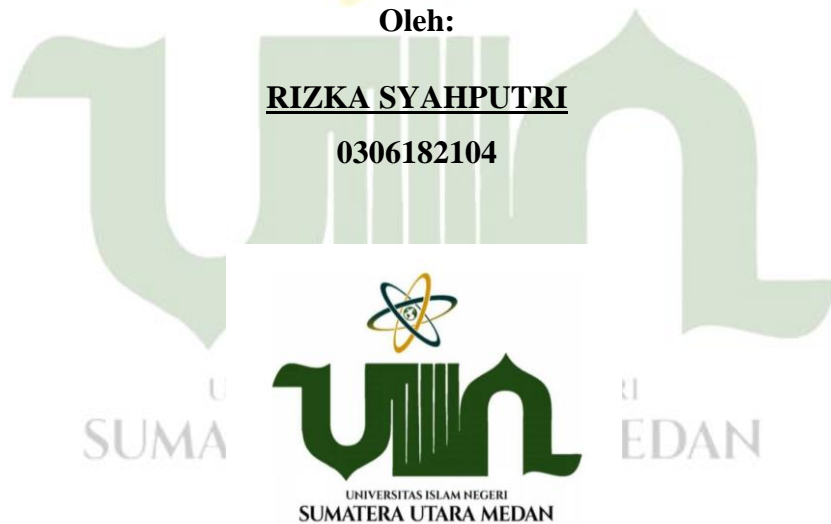 Oleh:
RIZKA SYAHPUTRI
0306182104
UNIVERSITAS ISLAM NEGERI
SUMATERA UTARA MEDAN